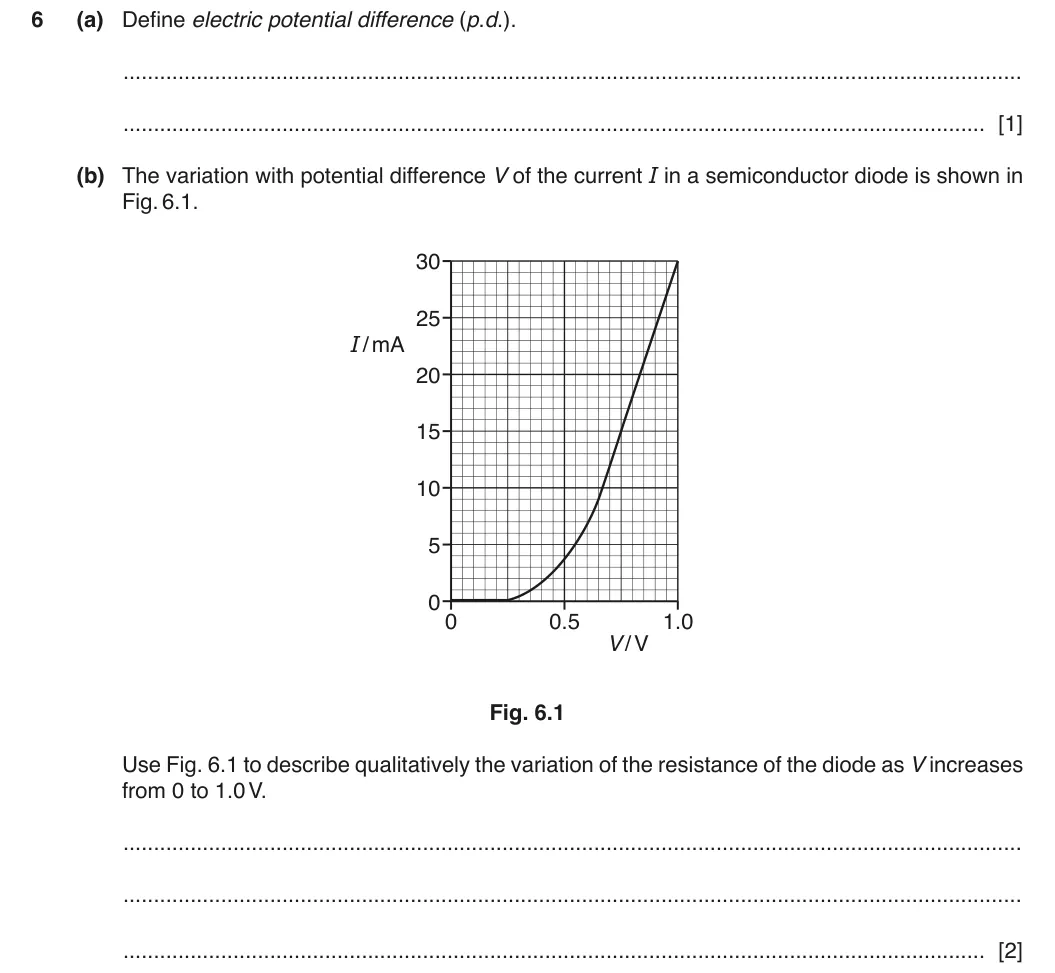 6 (a) Define electric potential difference (p.d.).
........................................................................................................................................................
.................................................................................................................................................. [1]
(b) The variation with potential difference V of the current I in a semiconductor diode is shown in
Fig. 6.1.
30
25
I / mA
20
15
10
5
0
0 0.5 1.0
V / V
Fig. 6.1
Use Fig. 6.1 to describe qualitatively the variation of the resistance of the diode as V increases
from 0 to 1.0 V.
........................................................................................................................................................
........................................................................................................................................................
.................................................................................................................................................. [2]